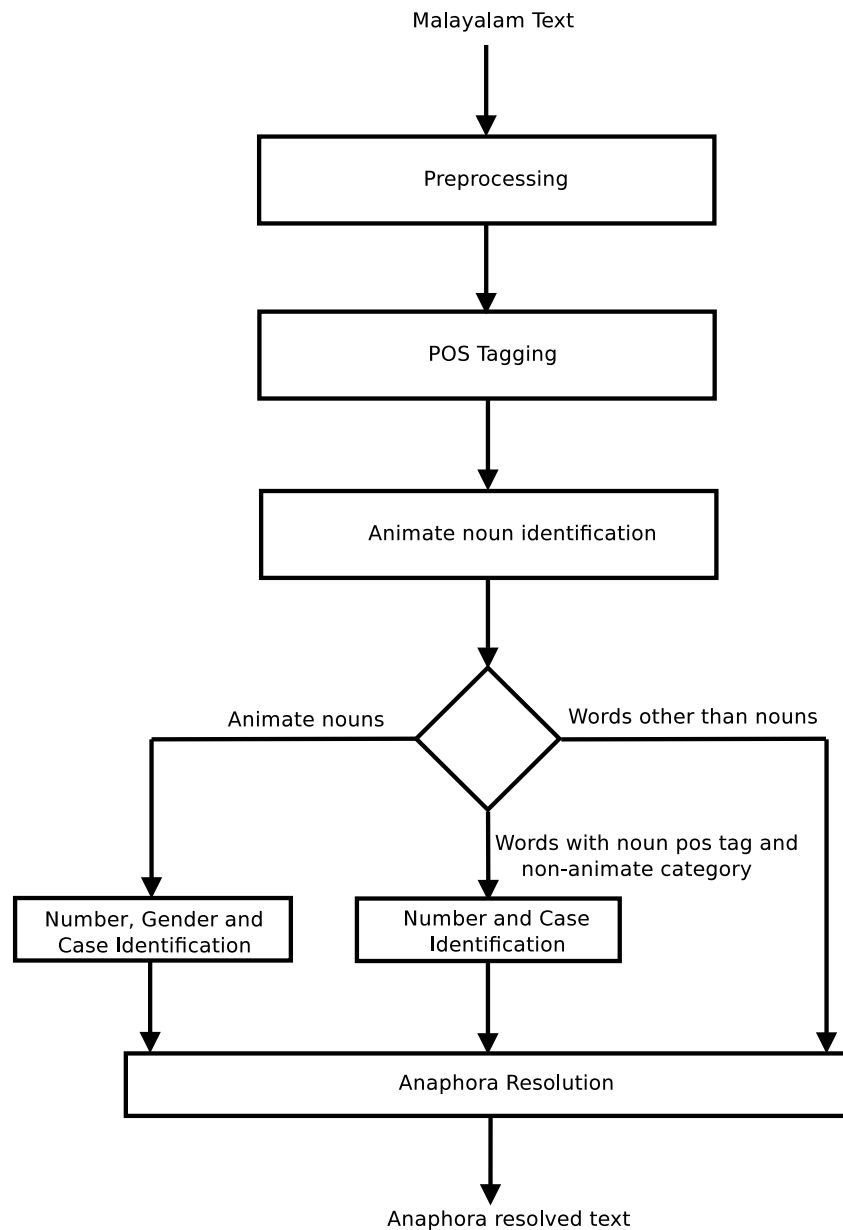 Malayalam Text
Preprocessing
POS Tagging
Animate noun identification
Animate nouns
Words other than nouns
Words with noun pos tag and
non-animate category
Number, Gender and
Case Identification
Number and Case
Identification
Anaphora Resolution
Anaphora resolved text